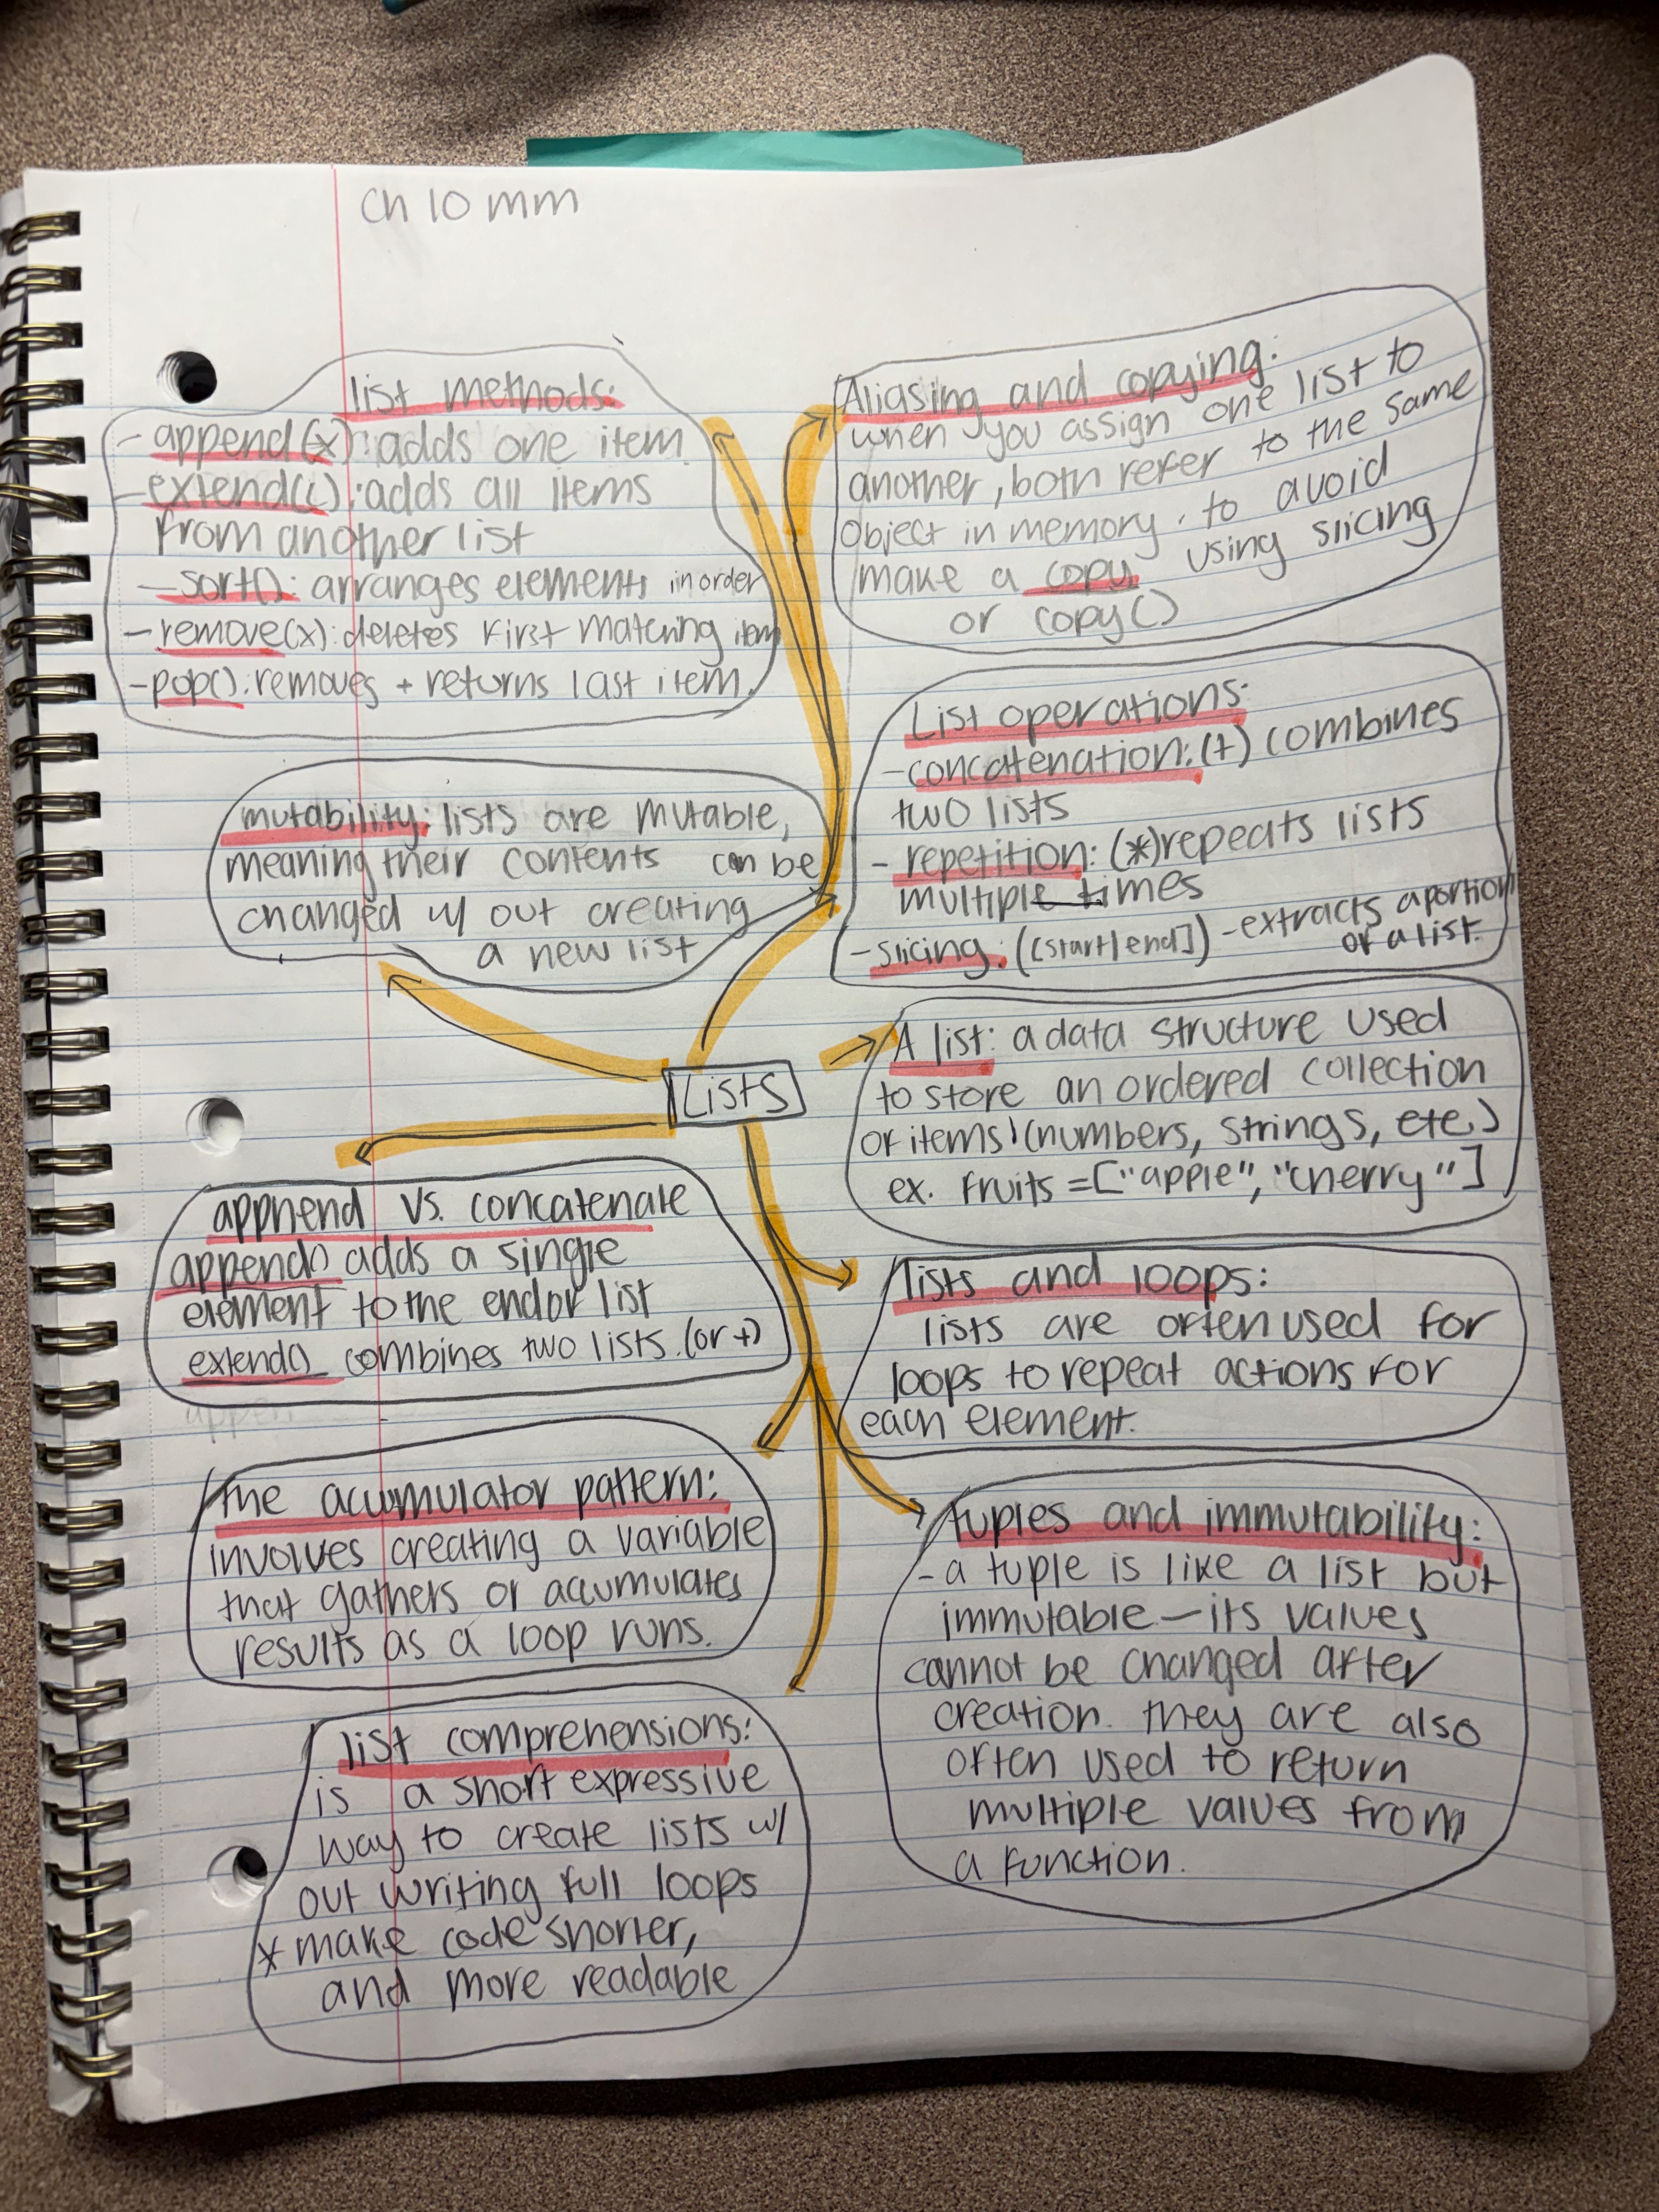 Ch 10 mm
list methods:
- append(x): adds one item
- extend(L): adds all items
from another list
- sort(): arranges elements in order
- remove(x): deletes first matching item
- pop(): removes + returns last item.
Aliasing and copying:
when you assign one list to
another, both refer to the same
object in memory. to avoid
make a copy using slicing
or copy()
List operations:
- concatenation: (+) combines
two lists
- repetition: (*) repeats lists
multiple times
- slicing: ([start/end]) - extracts a portion
of a list.
mutability: lists are mutable,
meaning their contents can be
changed w/ out creating
a new list
Lists
A list: a data structure used
to store an ordered collection
of items (numbers, strings, etc.)
ex. fruits = ["apple", "cherry"]
apphend vs. concatenate
append() adds a single
element to the end of list
extend() combines two lists. (or +)
appen
lists and loops:
lists are often used for
loops to repeat actions for
each element.
The acumulator pattern:
involves creating a variable
that gathers or acumulates
results as a loop runs.
tuples and immutability:
- a tuple is like a list but
immutable — its values
cannot be changed after
creation. they are also
often used to return
multiple values from
a function.
list comprehensions:
is a short expressive
way to create lists w/
out writing full loops
* make code shorter,
and more readable